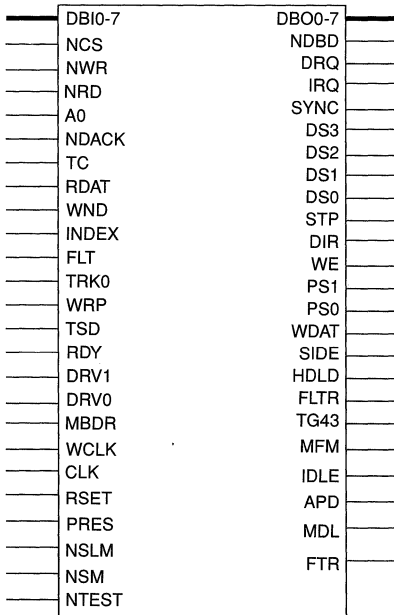 DBI0-7
NCS
NWR
NRD
A0
NDACK
TC
RDAT
WND
INDEX
FLT
TRK0
WRP
TSD
RDY
DRV1
DRV0
MBDR
WCLK
CLK
RSET
PRES
NSLM
NSM
NTEST
DBO0-7
NDBD
DRQ
IRQ
SYNC
DS3
DS2
DS1
DS0
STP
DIR
WE
PS1
PS0
WDAT
SIDE
HDLD
FLTR
TG43
MFM
IDLE
APD
MDL
FTR